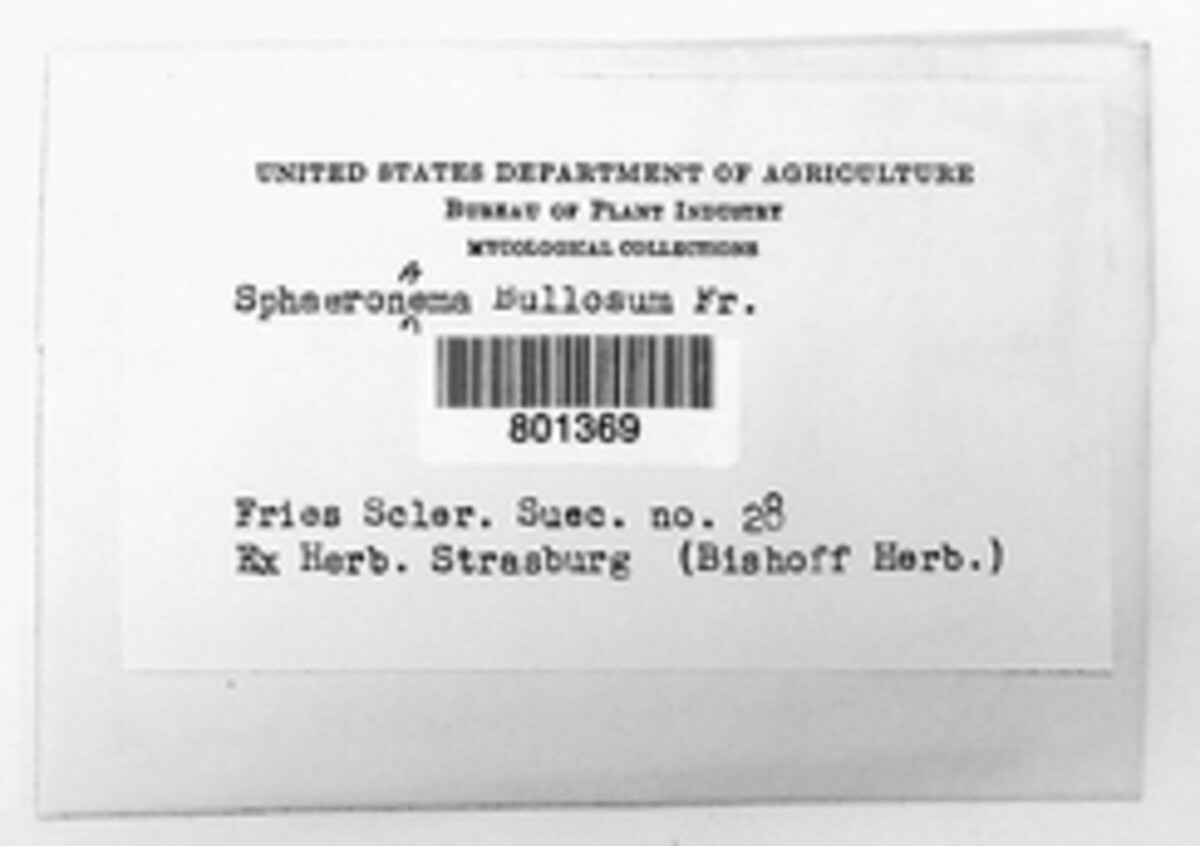 UNITED STATES DEPARTMENT OF AGRICULTURE
BUREAU OF PLANT INDUSTRY
MYCOLOGICAL COLLECTIONS
Sphaeronema Bullosum Fr.
801369
Fries Scler. Suec. no. 28
Ex Herb. Strasburg (Bishoff Herb.)